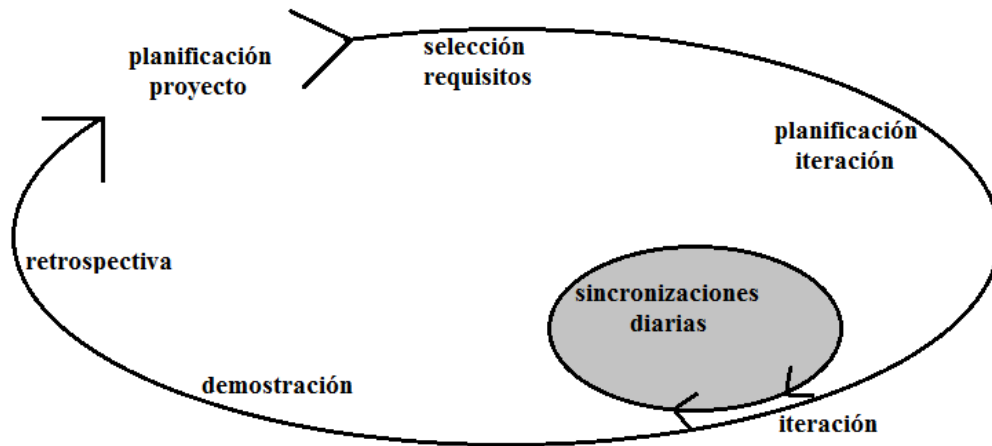 planificación
proyecto
selección
requisitos
planificación
iteración
sincronizaciones
diarias
iteración
demostración
retrospectiva